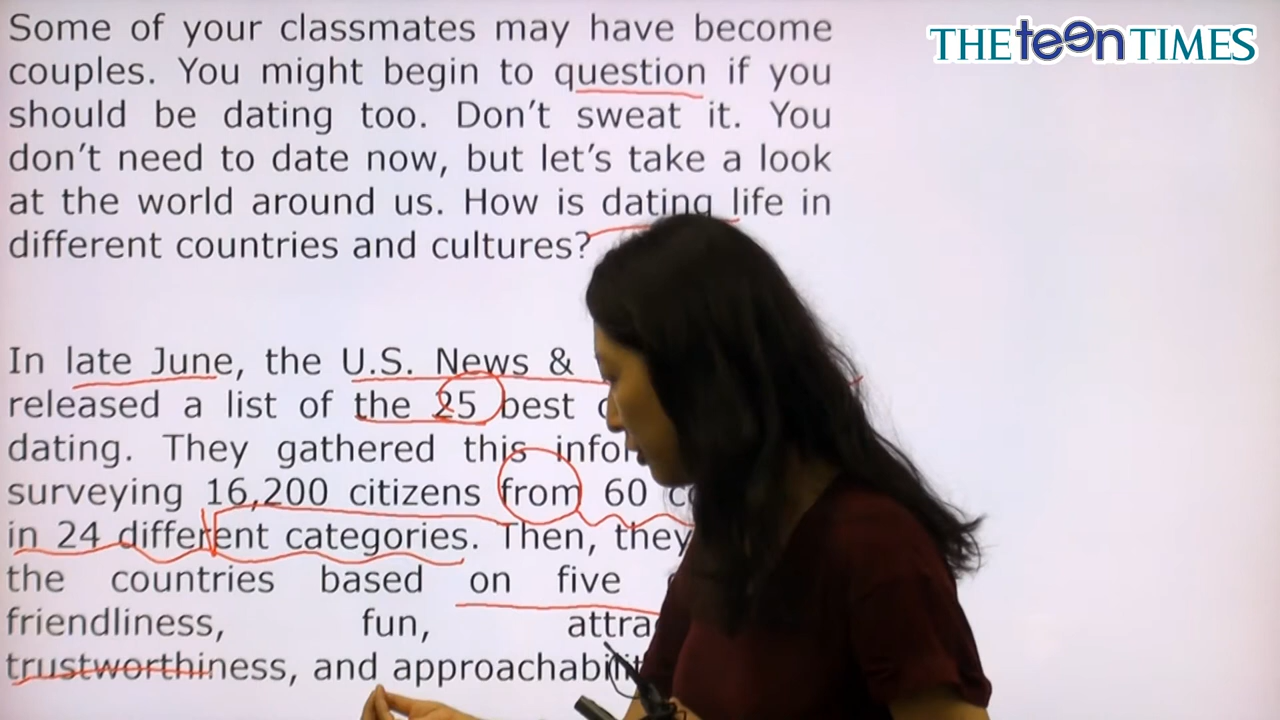 THE teen TIMES
Some of your classmates may have become
couples. You might begin to question if you
should be dating too. Don't sweat it. You
don't need to date now, but let's take a look
at the world around us. How is dating life in
different countries and cultures?
In late June, the U.S. News &
released a list of the 25 best
dating. They gathered this
surveying 16,200 citizens from 60
in 24 different categories. Then, they
the countries based on five
friendliness, fun,
trustworthiness, and